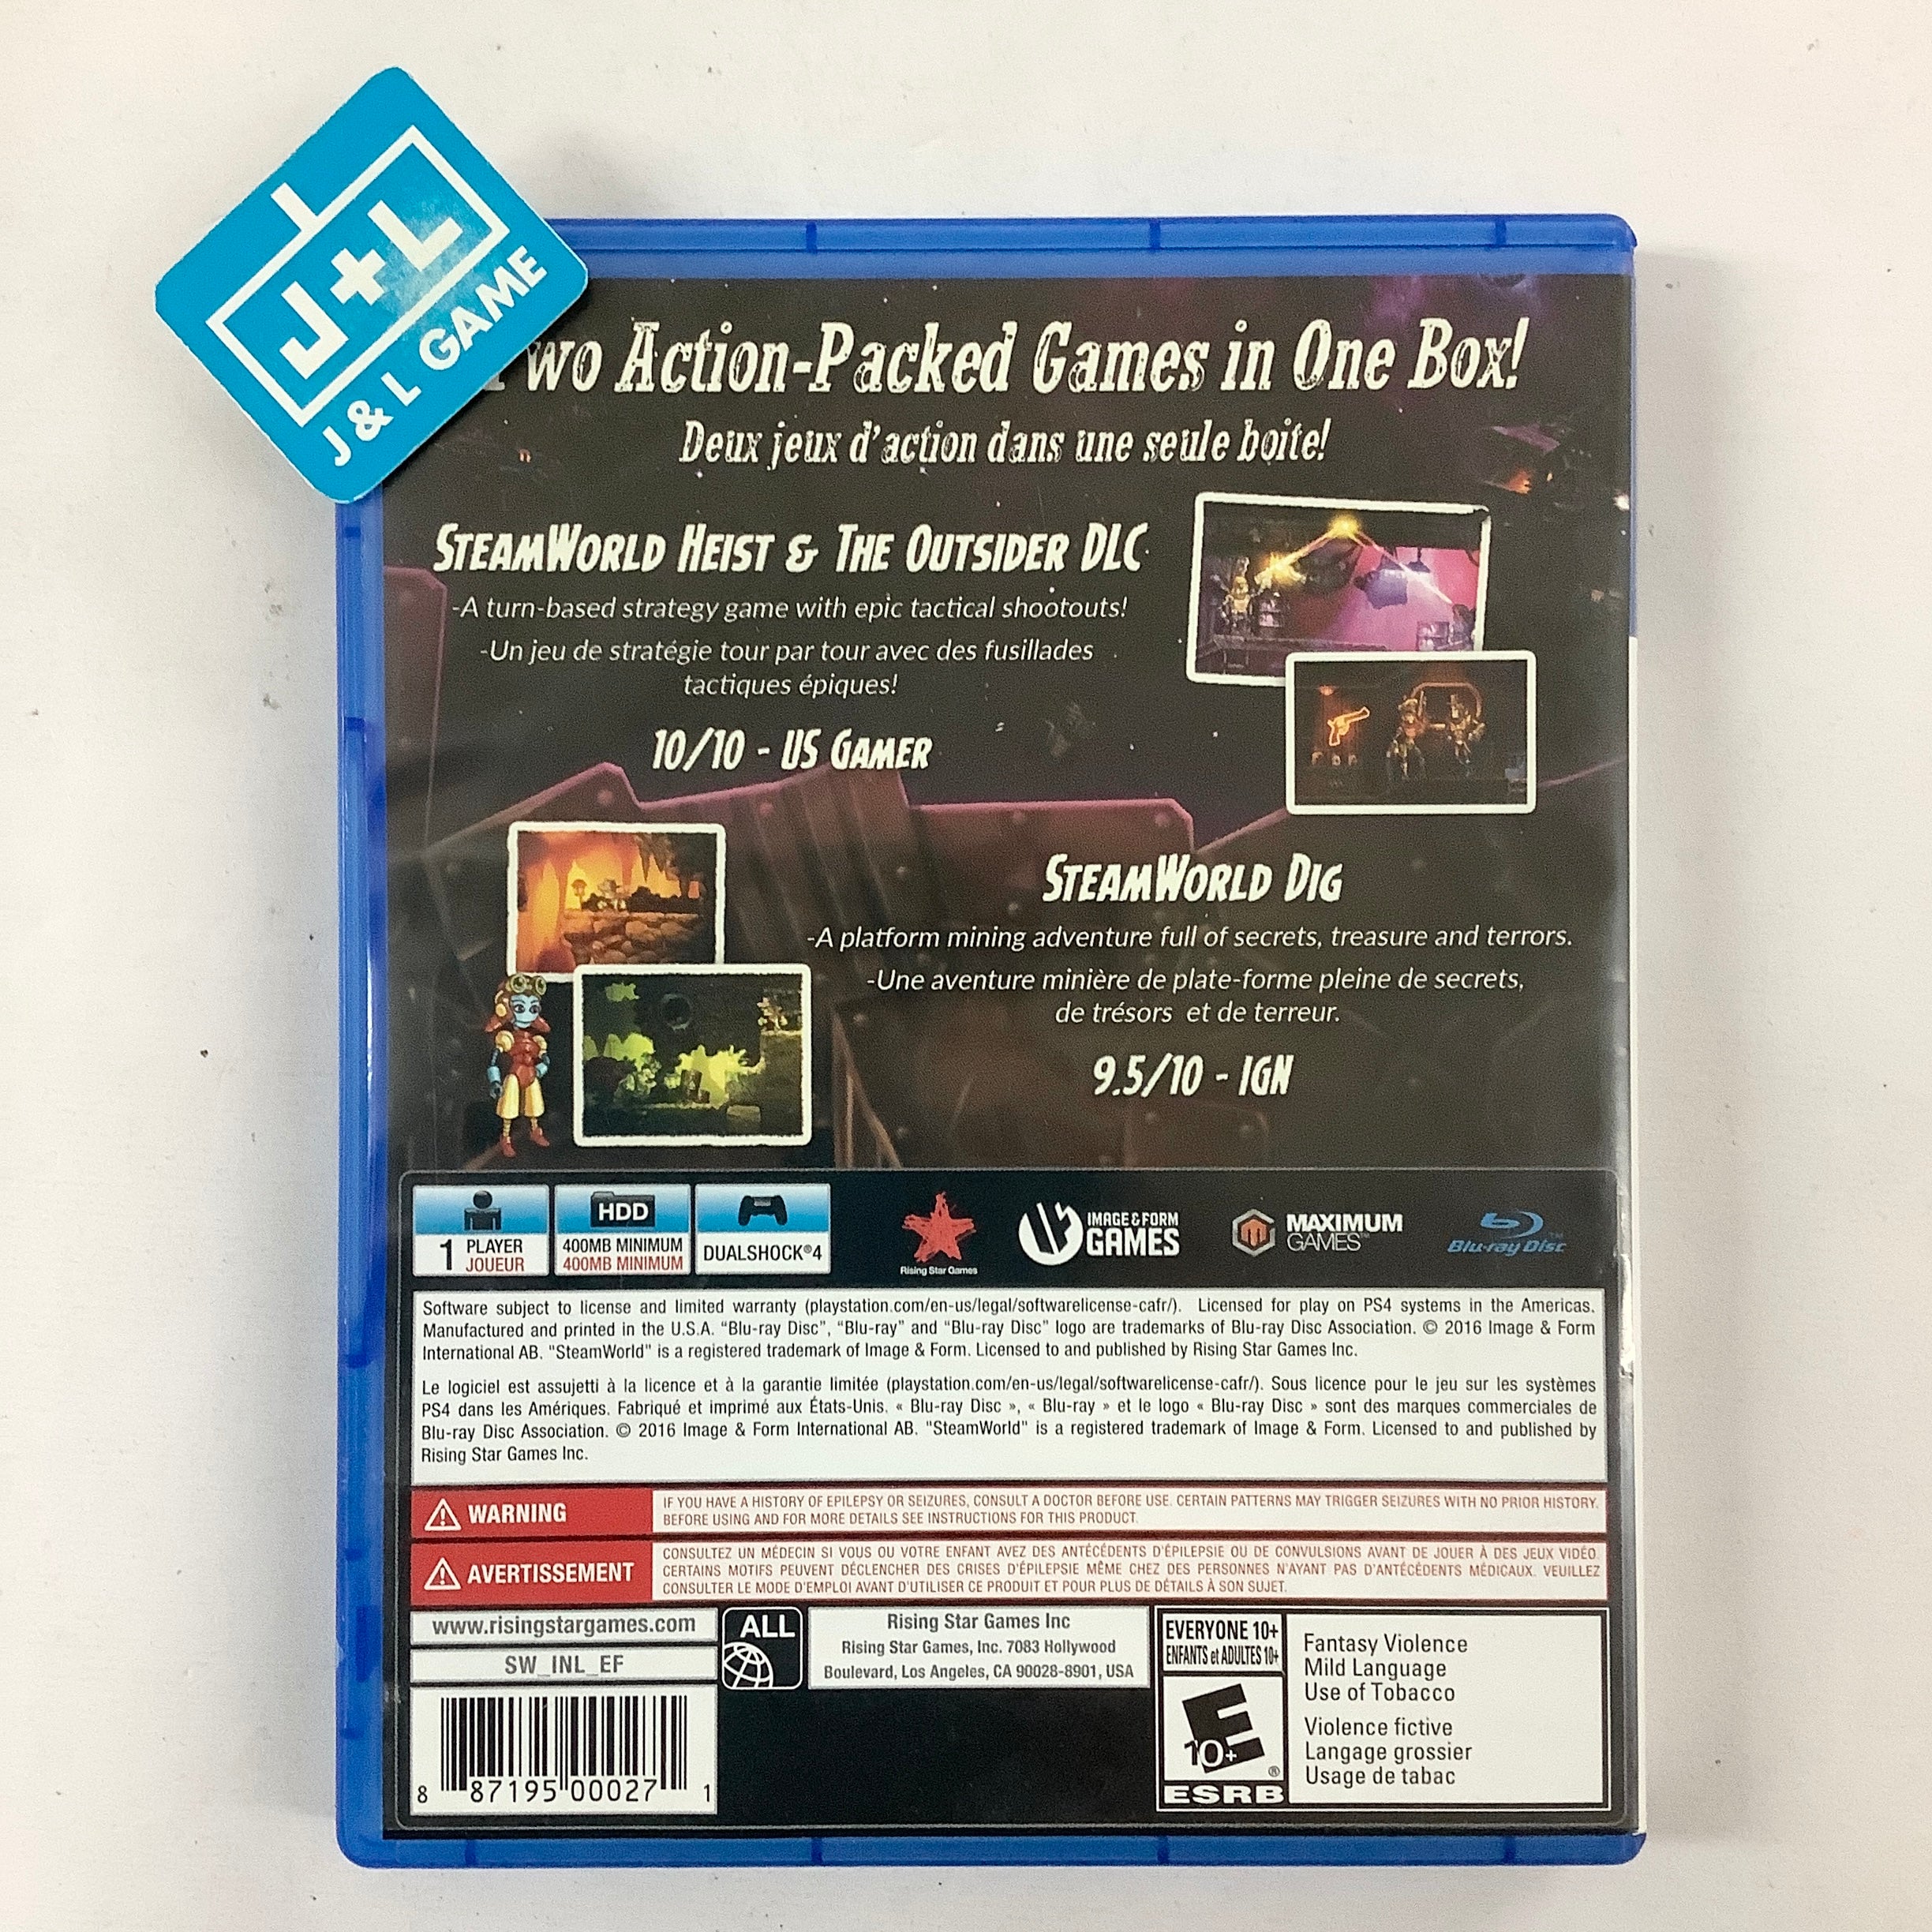 J+L
J & L GAME
Two Action-Packed Games in One Box!
Deux jeux d'action dans une seule boite!
STEAMWORLD HEIST & THE OUTSIDER DLC
-A turn-based strategy game with epic tactical shootouts!
-Un jeu de stratégie tour par tour avec des fusillades
tactiques épiques!
10/10 - US GAMER
STEAMWORLD DIG
-A platform mining adventure full of secrets, treasure and terrors.
-Une aventure minière de plate-forme pleine de secrets,
de trésors et de terreur.
9.5/10 - IGN
1 PLAYER
JOUEUR
HDD
400MB MINIMUM
400MB MINIMUM
DUALSHOCK®4
Rising Star Games
IMAGE & FORM
GAMES
MAXIMUM
GAMES™
Blu-ray Disc™
Software subject to license and limited warranty (playstation.com/en-us/legal/softwarelicense-cafr/). Licensed for play on PS4 systems in the Americas.
Manufactured and printed in the U.S.A. "Blu-ray Disc", "Blu-ray" and "Blu-ray Disc" logo are trademarks of Blu-ray Disc Association. © 2016 Image & Form
International AB. "SteamWorld" is a registered trademark of Image & Form. Licensed to and published by Rising Star Games Inc.
Le logiciel est assujetti à la licence et à la garantie limitée (playstation.com/en-us/legal/softwarelicense-cafr/). Sous licence pour le jeu sur les systèmes
PS4 dans les Amériques. Fabriqué et imprimé aux États-Unis. « Blu-ray Disc », « Blu-ray » et le logo « Blu-ray Disc » sont des marques commerciales de
Blu-ray Disc Association. © 2016 Image & Form International AB. "SteamWorld" is a registered trademark of Image & Form. Licensed to and published by
Rising Star Games Inc.
WARNING
IF YOU HAVE A HISTORY OF EPILEPSY OR SEIZURES, CONSULT A DOCTOR BEFORE USE. CERTAIN PATTERNS MAY TRIGGER SEIZURES WITH NO PRIOR HISTORY.
BEFORE USING AND FOR MORE DETAILS SEE INSTRUCTIONS FOR THIS PRODUCT.
AVERTISSEMENT
CONSULTEZ UN MÉDECIN SI VOUS OU VOTRE ENFANT AVEZ DES ANTÉCÉDENTS D'ÉPILEPSIE OU DE CONVULSIONS AVANT DE JOUER À DES JEUX VIDÉO.
CERTAINS MOTIFS PEUVENT DÉCLENCHER DES CRISES D'ÉPILEPSIE MÊME CHEZ DES PERSONNES N'AYANT PAS D'ANTÉCÉDENTS MÉDICAUX. VEUILLEZ
CONSULTER LE MODE D'EMPLOI AVANT D'UTILISER CE PRODUIT ET POUR PLUS DE DÉTAILS À SON SUJET.
www.risingstargames.com
SW_INL_EF
8 87195 00027 1
ALL
Rising Star Games Inc
Rising Star Games, Inc. 7083 Hollywood
Boulevard, Los Angeles, CA 90028-8901, USA
EVERYONE 10+
ENFANTS et ADULTES 10+
E
10+
®
ESRB
Fantasy Violence
Mild Language
Use of Tobacco
Violence fictive
Langage grossier
Usage de tabac